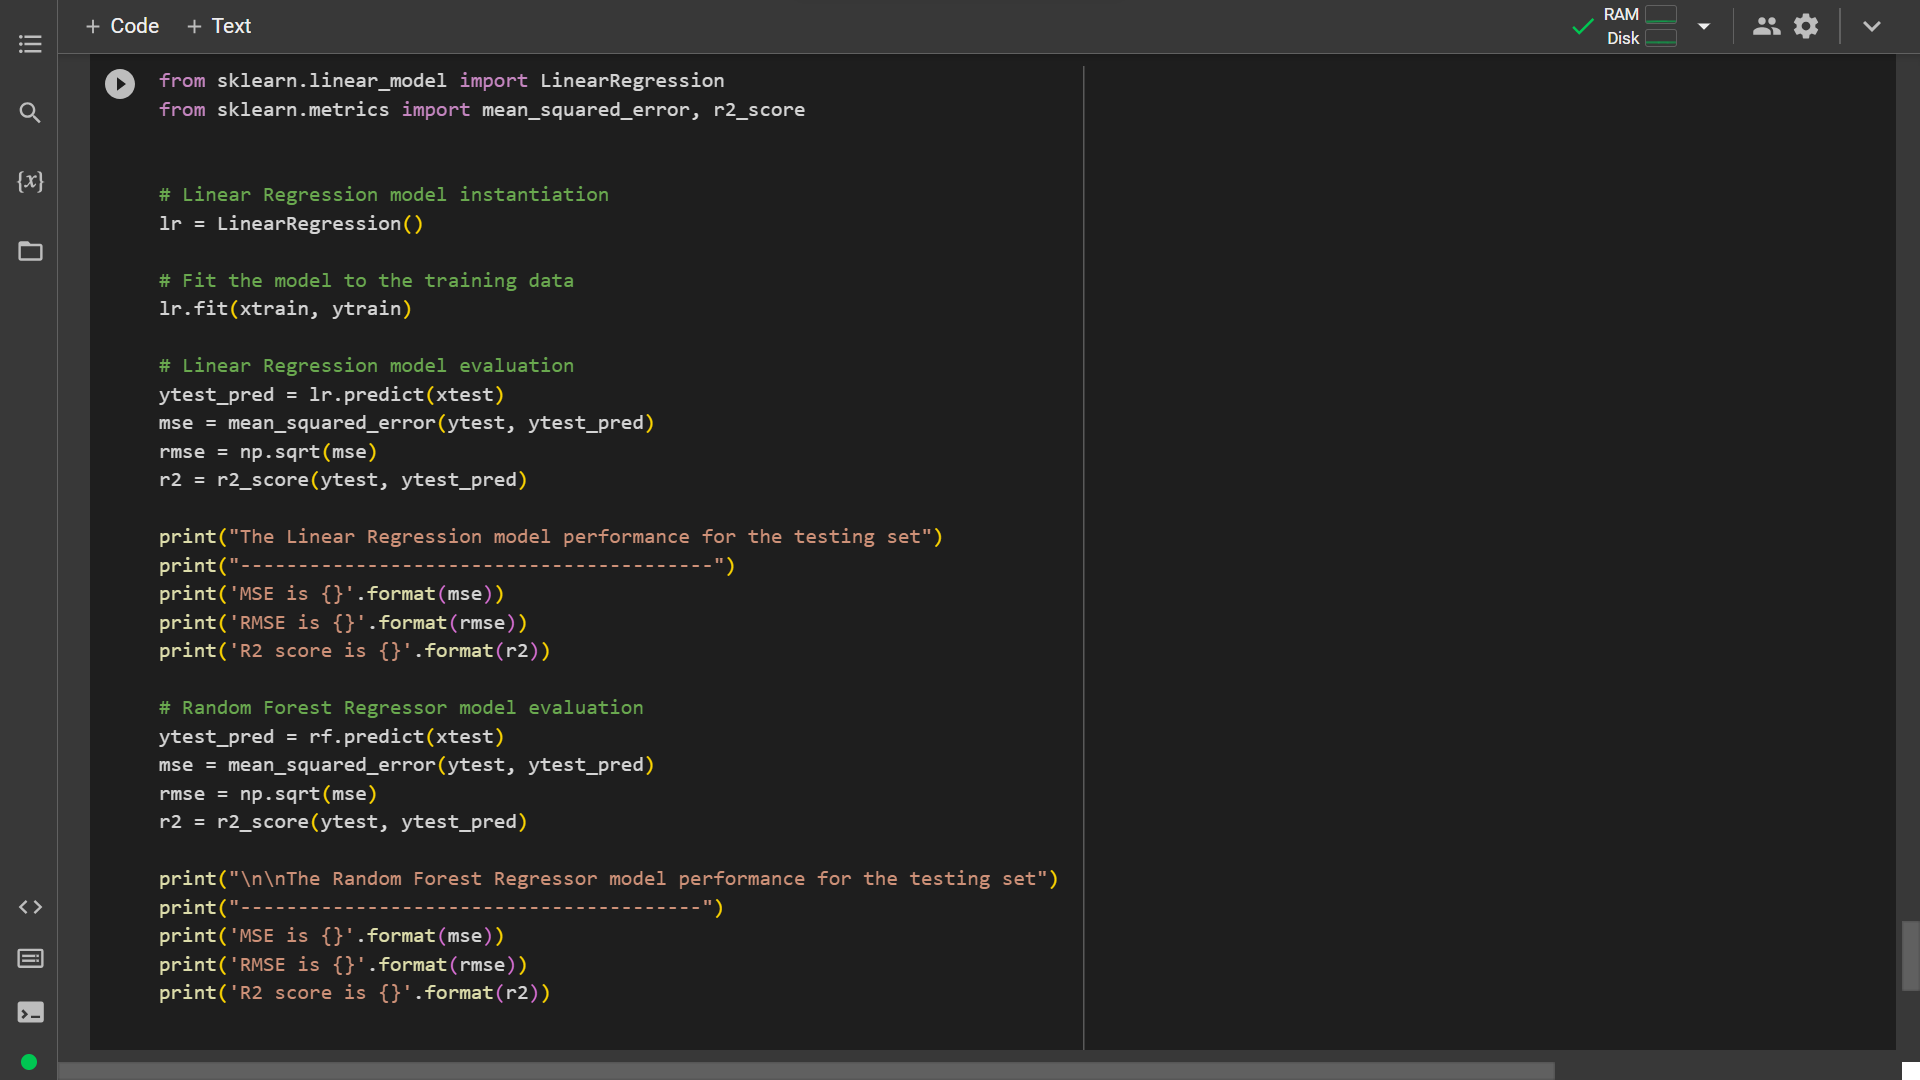 + Code + Text
RAM
Disk
from sklearn.linear_model import LinearRegression
from sklearn.metrics import mean_squared_error, r2_score
{x}
# Linear Regression model instantiation
lr = LinearRegression()
# Fit the model to the training data
lr.fit(xtrain, ytrain)
# Linear Regression model evaluation
ytest_pred = lr.predict(xtest)
mse = mean_squared_error(ytest, ytest_pred)
rmse = np.sqrt(mse)
r2 = r2_score(ytest, ytest_pred)
print("The Linear Regression model performance for the testing set")
print("-----------------------------------------")
print('MSE is {}'.format(mse))
print('RMSE is {}'.format(rmse))
print('R2 score is {}'.format(r2))
# Random Forest Regressor model evaluation
ytest_pred = rf.predict(xtest)
mse = mean_squared_error(ytest, ytest_pred)
rmse = np.sqrt(mse)
r2 = r2_score(ytest, ytest_pred)
print("\n\nThe Random Forest Regressor model performance for the testing set")
print("----------------------------------------")
print('MSE is {}'.format(mse))
print('RMSE is {}'.format(rmse))
print('R2 score is {}'.format(r2))